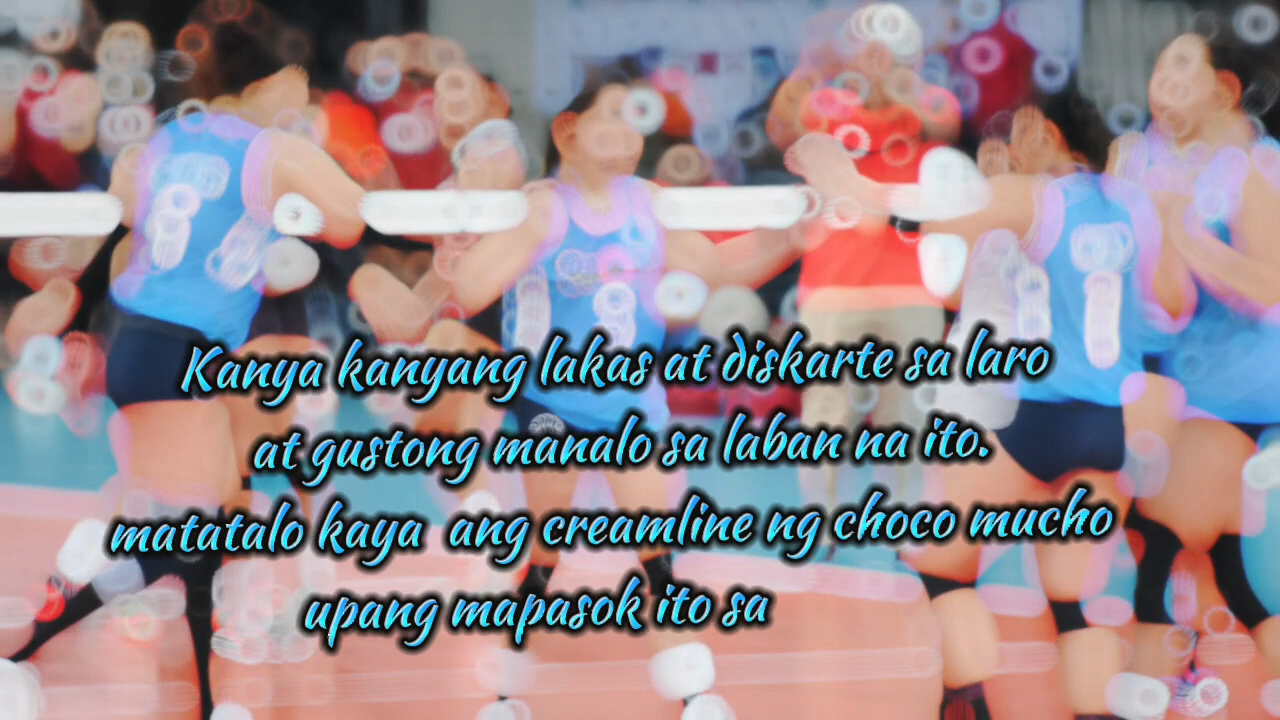 Kanya kanyang lakas at diskarte sa laro
at gustong manalo sa laban na ito.
matatalo kaya ang creamline ng choco mucho
upang mapasok ito sa